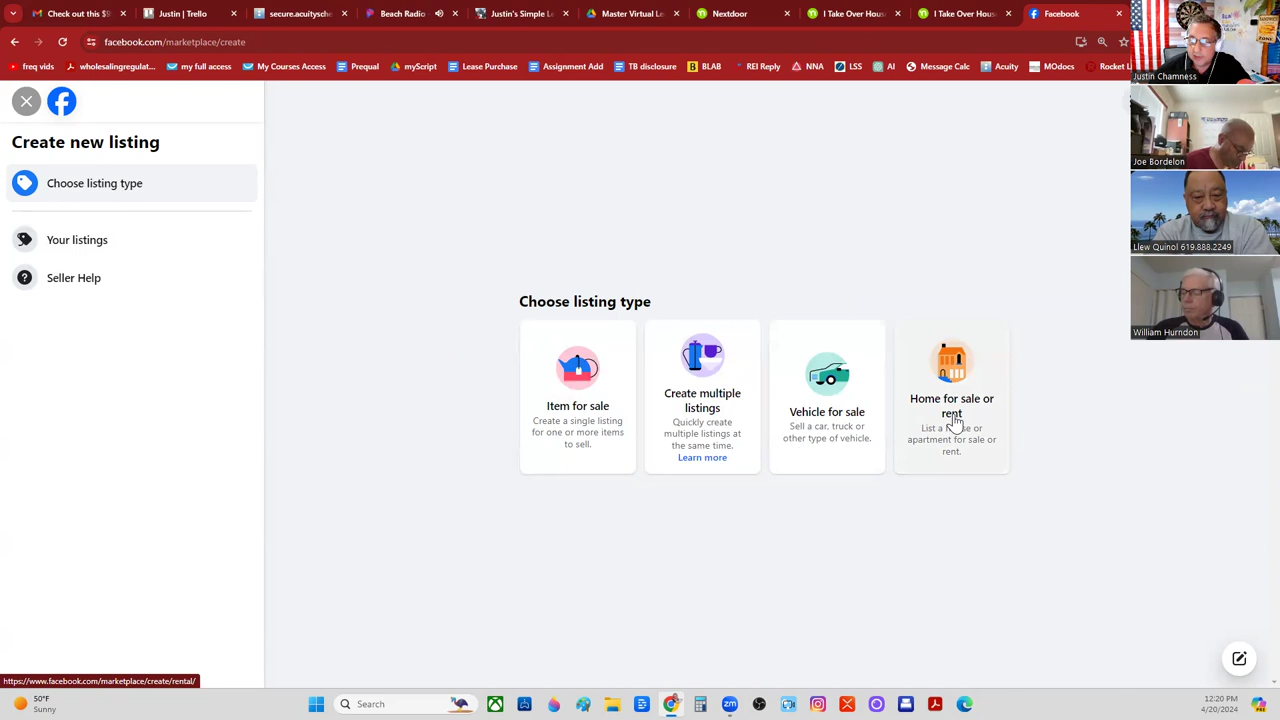 Check out this $9
Justin | Trello
secure.acuitysche
Beach Radio
Justin's Simple Le
Master Virtual Le
Nextdoor
I Take Over Hous
I Take Over Hous
Facebook
facebook.com/marketplace/create
freq vids
wholesalingregulat...
my full access
My Courses Access
Prequal
myScript
Lease Purchase
Assignment Add
TB disclosure
BLAB
REI Reply
NNA
LSS
AI
Message Calc
Acuity
MOdocs
Rocket L
Create new listing
Choose listing type
Your listings
Seller Help
Choose listing type
Item for sale
Create a single listing
for one or more items
to sell.
Create multiple
listings
Quickly create
multiple listings at
the same time.
Learn more
Vehicle for sale
Sell a car, truck or
other type of vehicle.
Home for sale or
rent
List a
or
apartment for sale or
rent.
Justin Chamness
Joe Bordelon
Llew Quinol 619.888.2249
William Hurndon
https://www.facebook.com/marketplace/create/rental/
50°F
Sunny
Search
12:20 PM
4/20/2024